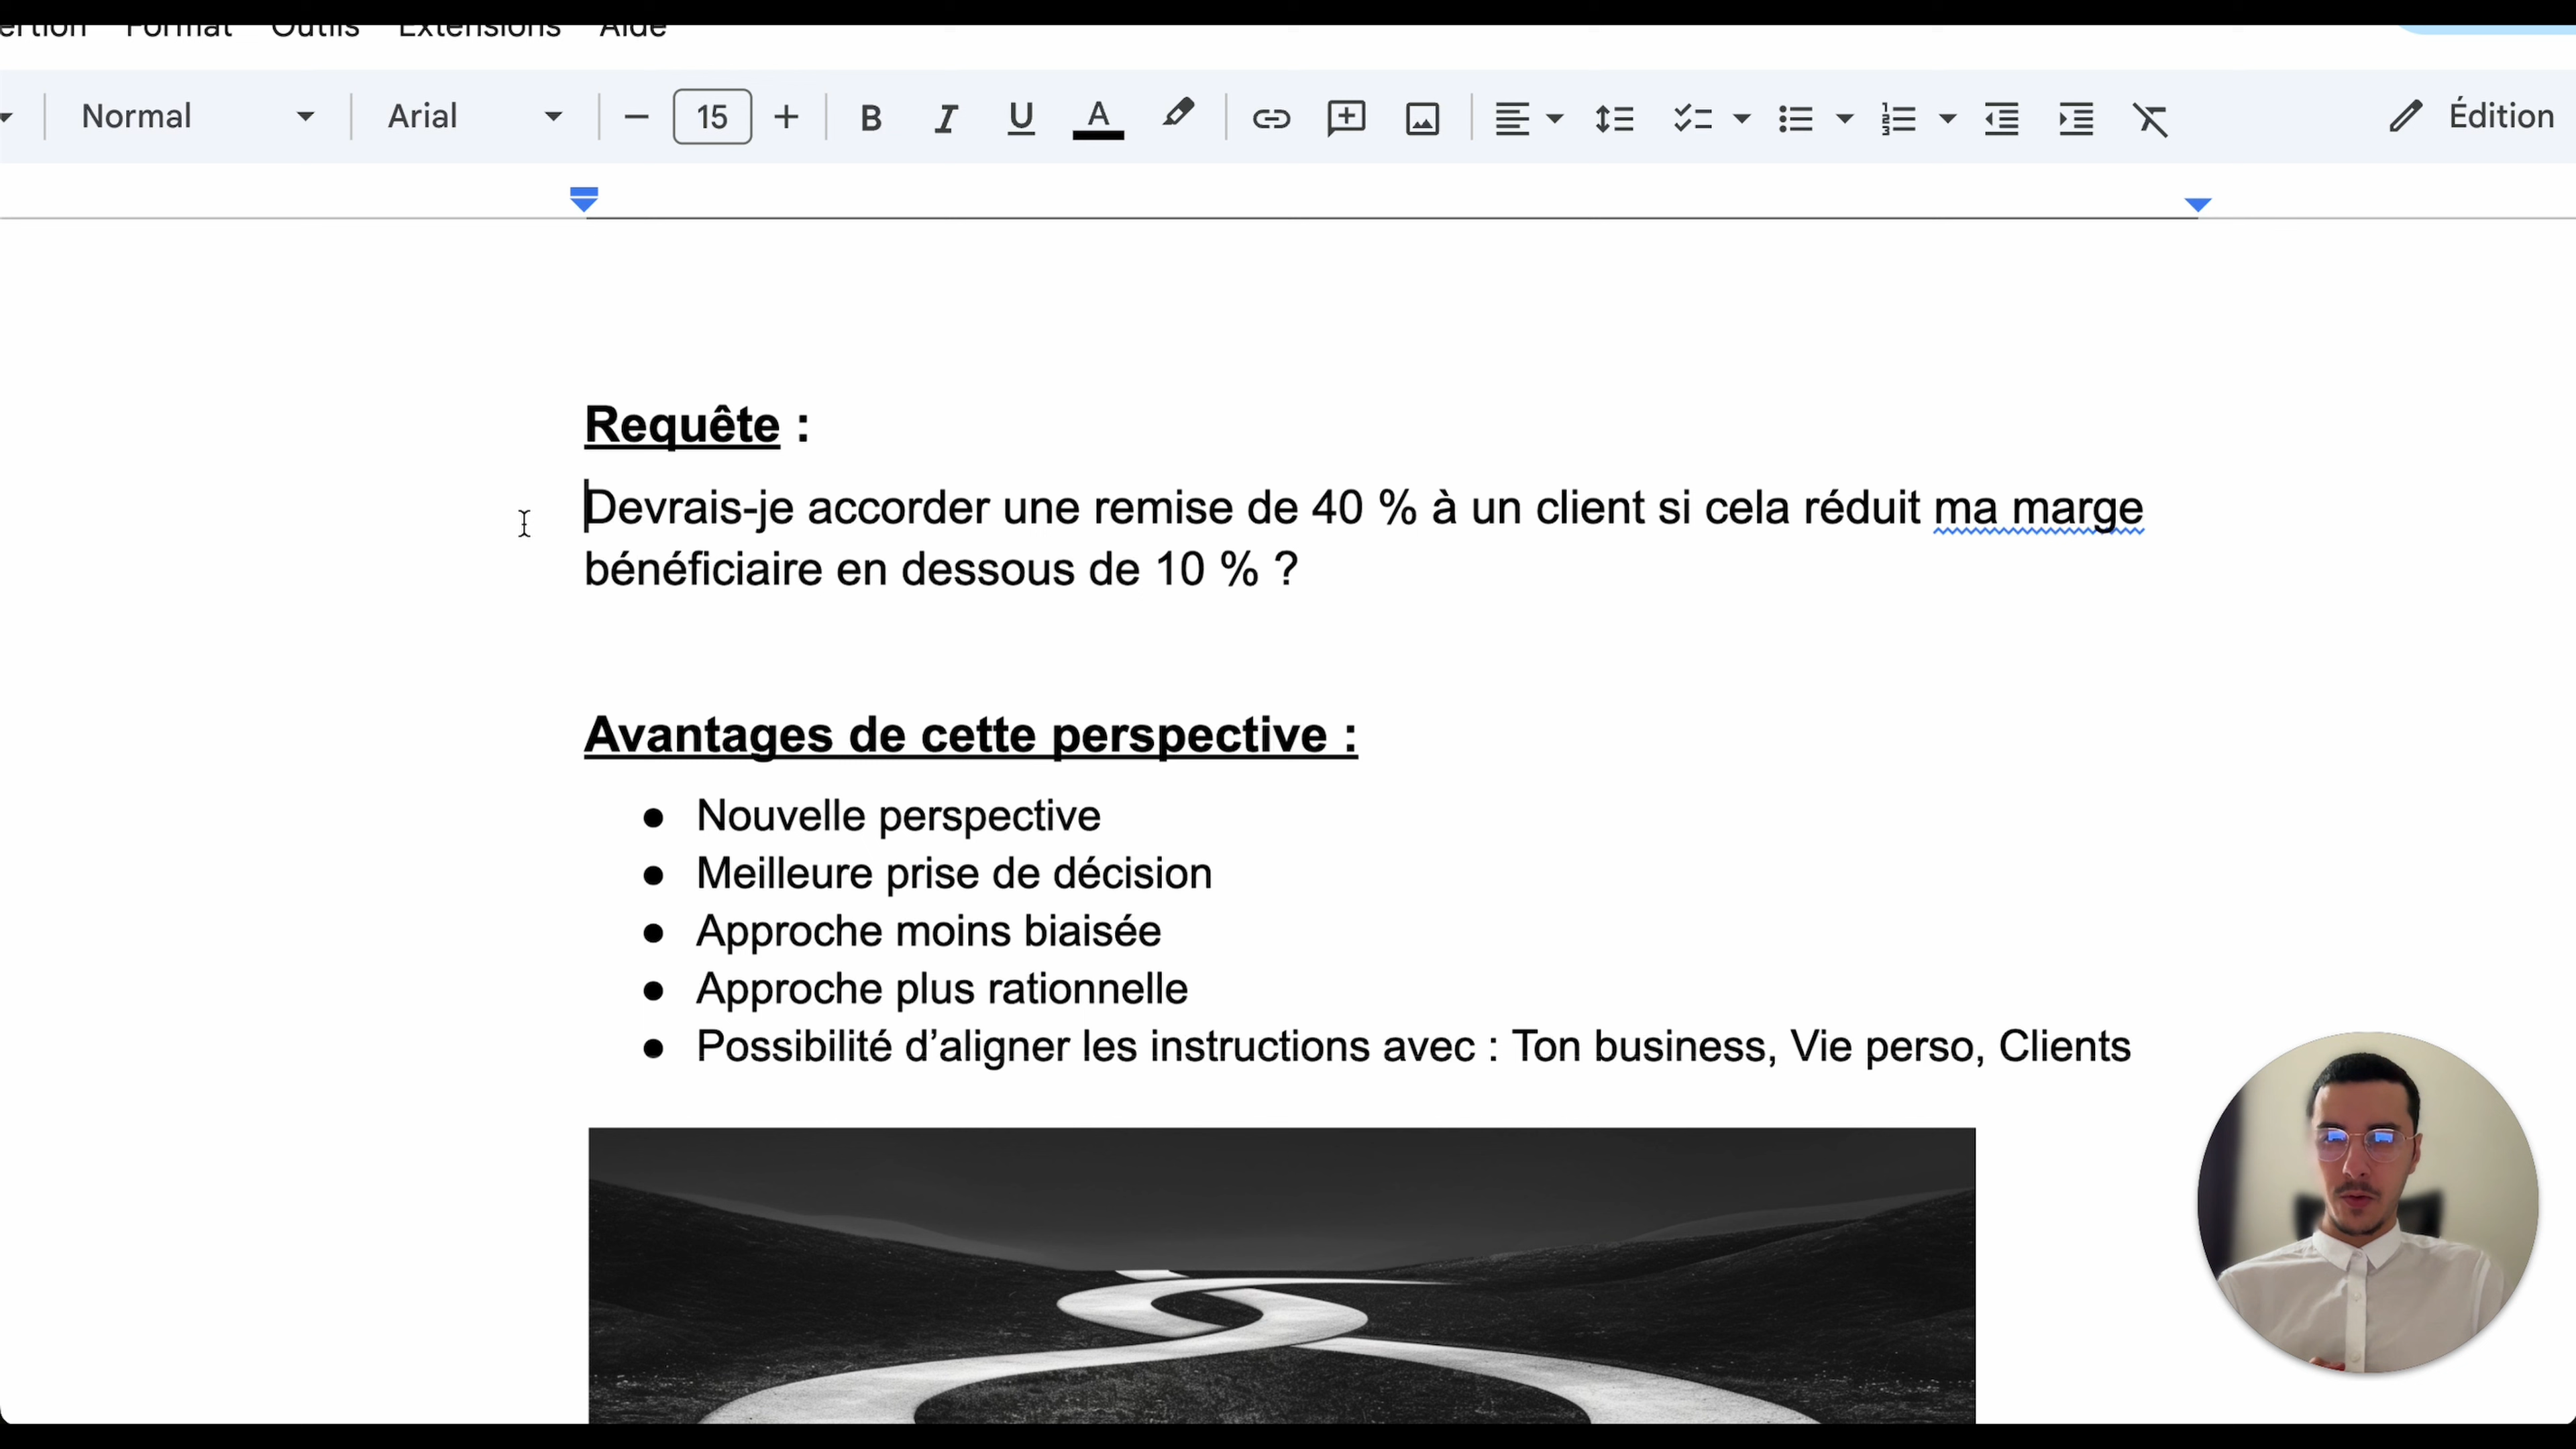 Format Outils Extensions Aide
Normal Arial 15 B I U A Édition
Requête :
Devrais-je accorder une remise de 40 % à un client si cela réduit ma marge
bénéficiaire en dessous de 10 % ?
Avantages de cette perspective :
● Nouvelle perspective
● Meilleure prise de décision
● Approche moins biaisée
● Approche plus rationnelle
● Possibilité d’aligner les instructions avec : Ton business, Vie perso, Clients